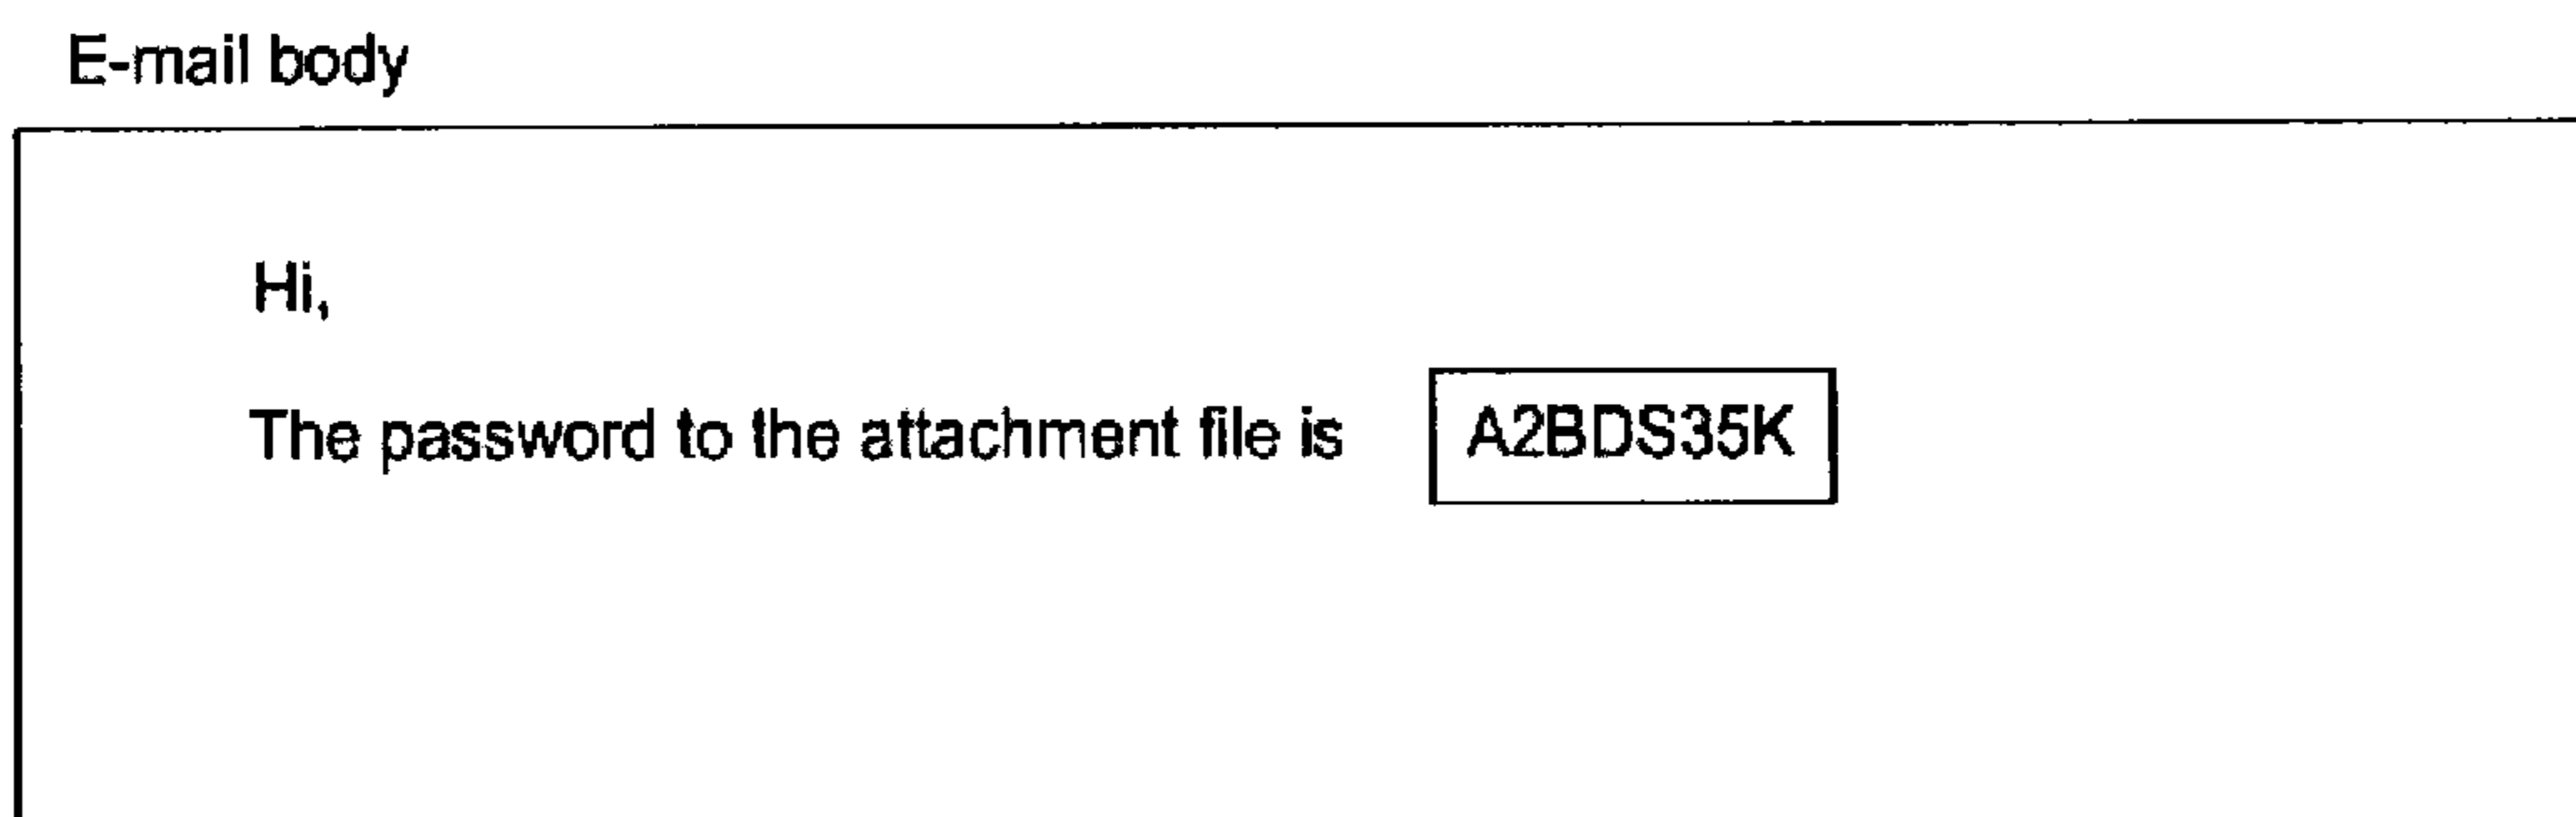 E-mail body
Hi,
The password to the attachment file is A2BDS35K